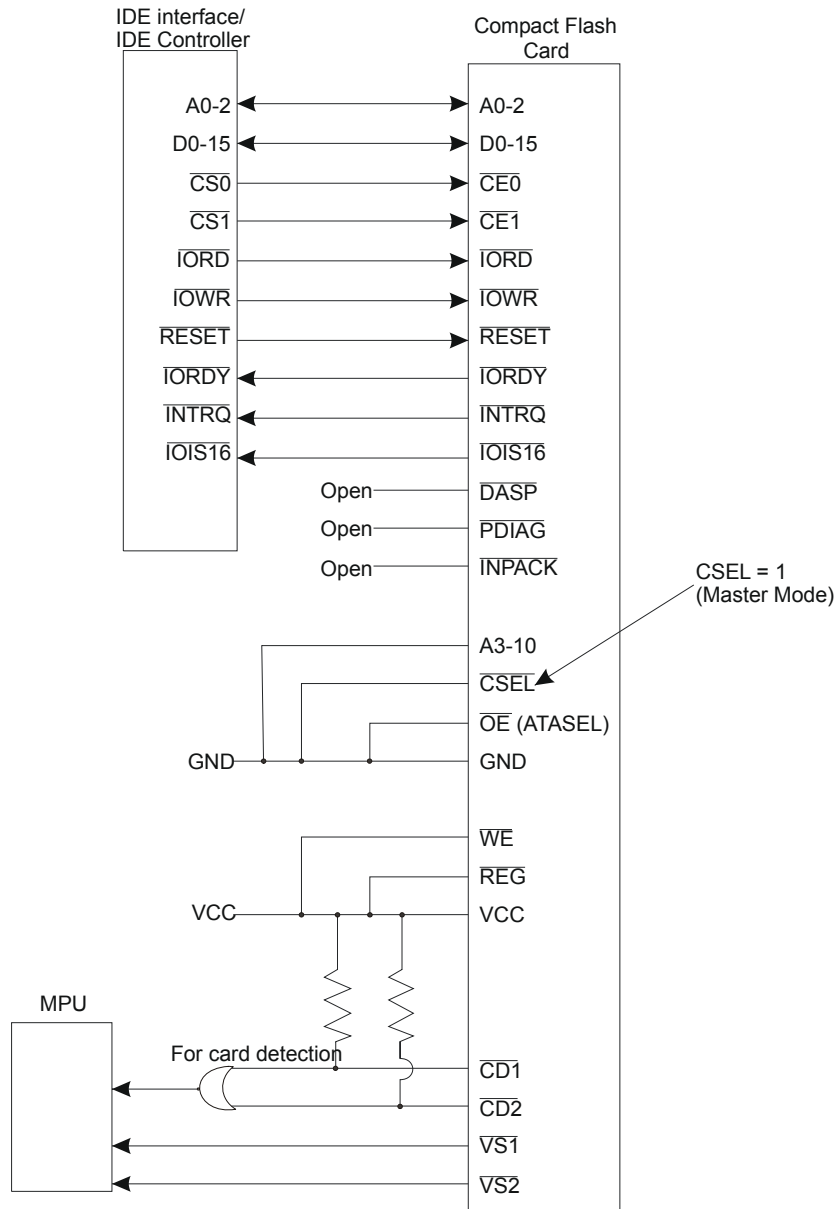 IDE interface/
IDE Controller
Compact Flash
Card
A0-2 A0-2
D0-15 D0-15
CS0 CE0
CS1 CE1
IORD IORD
IOWR IOWR
RESET RESET
IORDY IORDY
INTRQ INTRQ
IOIS16 IOIS16
Open DASP
Open PDIAG
Open INPACK
CSEL = 1
(Master Mode)
A3-10
CSEL
OE (ATASEL)
GND GND
WE
REG
VCC VCC
MPU
For card detection
CD1
CD2
VS1
VS2